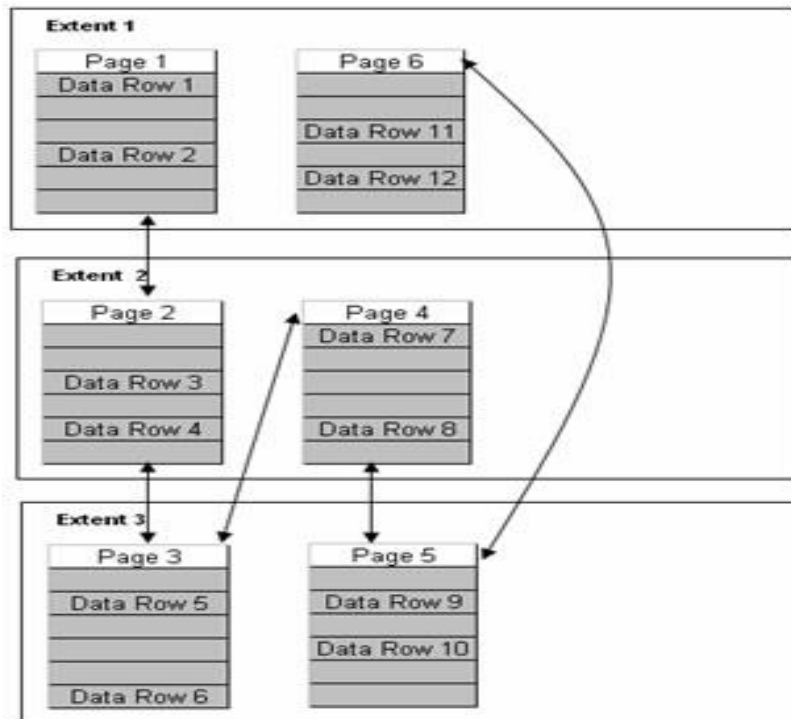 Extent 1
Page 1
Data Row 1
Data Row 2
Page 6
Data Row 11
Data Row 12
Extent 2
Page 2
Data Row 3
Data Row 4
Page 4
Data Row 7
Data Row 8
Extent 3
Page 3
Data Row 5
Data Row 6
Page 5
Data Row 9
Data Row 10